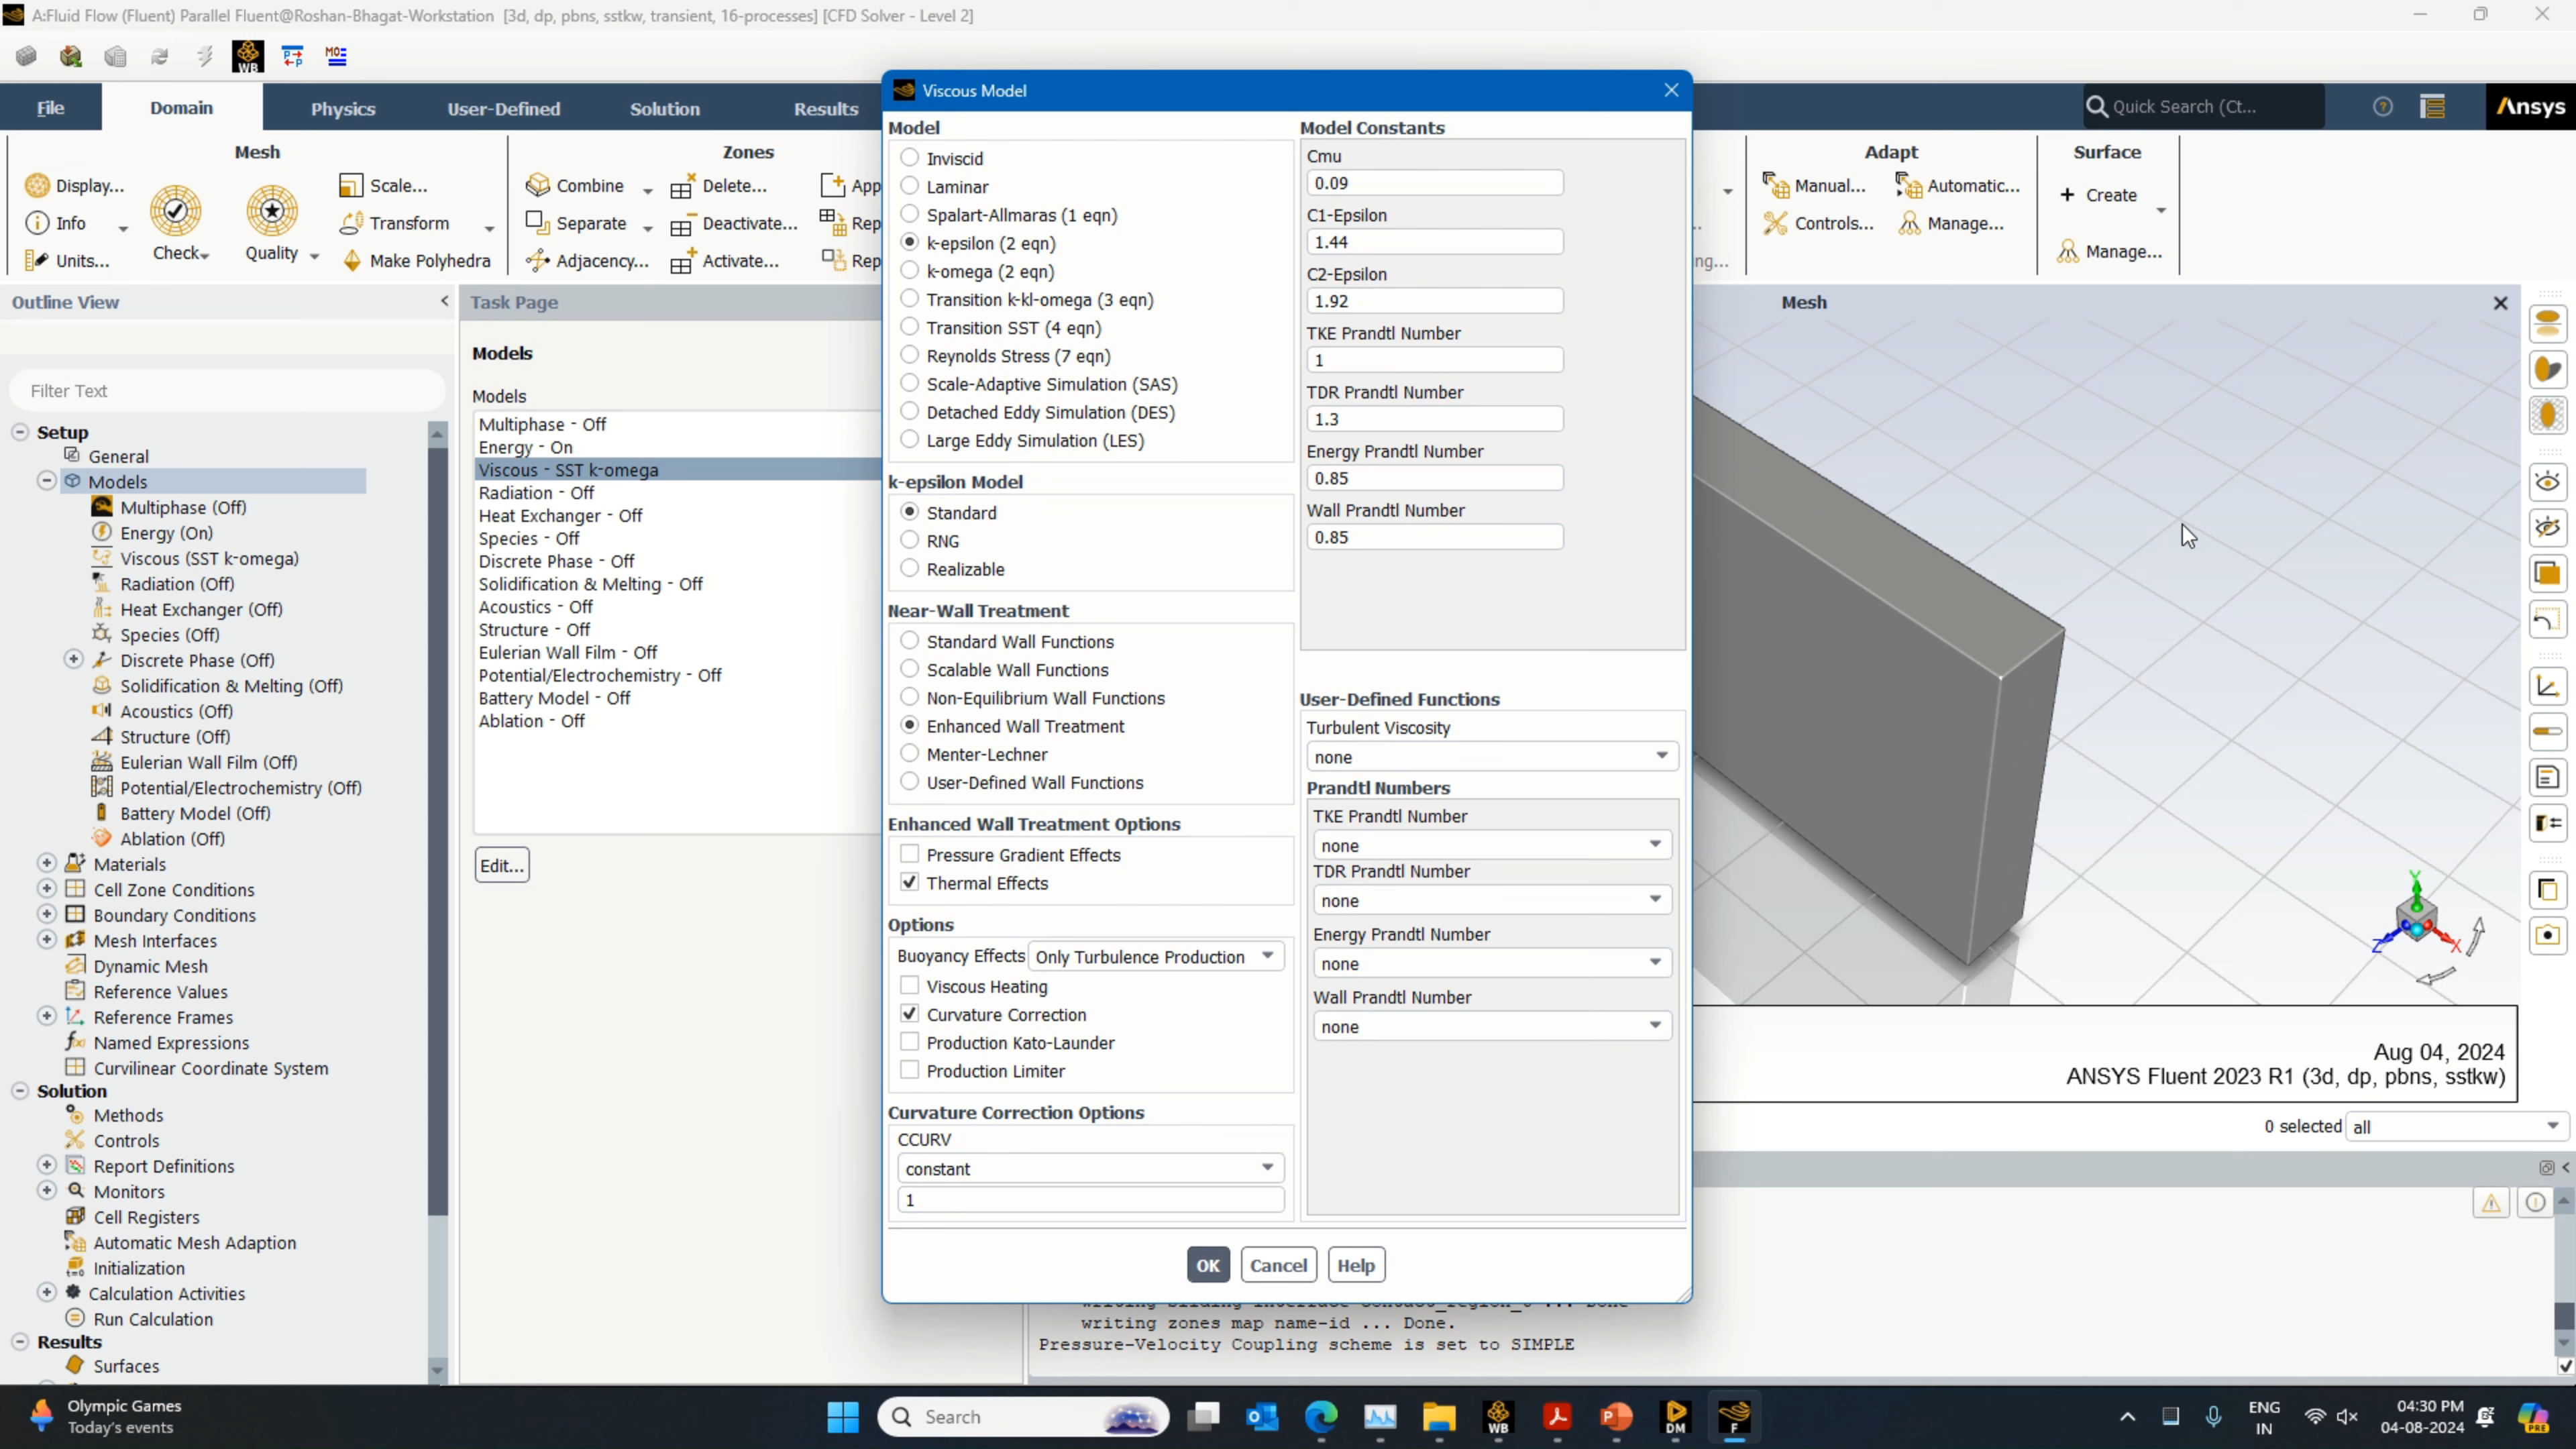 A:Fluid Flow (Fluent) Parallel Fluent@Roshan-Bhagat-Workstation [3d, dp, pbns, sstkw, transient, 16-processes] [CFD Solver - Level 2]
WB
MO
File Domain Physics User-Defined Solution Results
Quick Search (Ct...
Ansys
Mesh
Display...
Info
Units...
Check
Quality
Scale...
Transform
Make Polyhedra
Zones
Combine
Separate
Adjacency...
Delete...
Deactivate...
Activate...
Adapt
Manual...
Automatic...
Controls...
Manage...
Surface
Create
Manage...
Outline View
Filter Text
Setup
General
Models
Multiphase (Off)
Energy (On)
Viscous (SST k-omega)
Radiation (Off)
Heat Exchanger (Off)
Species (Off)
Discrete Phase (Off)
Solidification & Melting (Off)
Acoustics (Off)
Structure (Off)
Eulerian Wall Film (Off)
Potential/Electrochemistry (Off)
Battery Model (Off)
Ablation (Off)
Materials
Cell Zone Conditions
Boundary Conditions
Mesh Interfaces
Dynamic Mesh
Reference Values
Reference Frames
Named Expressions
Curvilinear Coordinate System
Solution
Methods
Controls
Report Definitions
Monitors
Cell Registers
Automatic Mesh Adaption
Initialization
Calculation Activities
Run Calculation
Results
Surfaces
Task Page
Models
Models
Multiphase - Off
Energy - On
Viscous - SST k-omega
Radiation - Off
Heat Exchanger - Off
Species - Off
Discrete Phase - Off
Solidification & Melting - Off
Acoustics - Off
Structure - Off
Eulerian Wall Film - Off
Potential/Electrochemistry - Off
Battery Model - Off
Ablation - Off
Edit...
Viscous Model
Model
Inviscid
Laminar
Spalart-Allmaras (1 eqn)
k-epsilon (2 eqn)
k-omega (2 eqn)
Transition k-kl-omega (3 eqn)
Transition SST (4 eqn)
Reynolds Stress (7 eqn)
Scale-Adaptive Simulation (SAS)
Detached Eddy Simulation (DES)
Large Eddy Simulation (LES)
k-epsilon Model
Standard
RNG
Realizable
Near-Wall Treatment
Standard Wall Functions
Scalable Wall Functions
Non-Equilibrium Wall Functions
Enhanced Wall Treatment
Menter-Lechner
User-Defined Wall Functions
Enhanced Wall Treatment Options
Pressure Gradient Effects
Thermal Effects
Options
Buoyancy Effects Only Turbulence Production
Viscous Heating
Curvature Correction
Production Kato-Launder
Production Limiter
Curvature Correction Options
CCURV
constant
1
Model Constants
Cmu
0.09
C1-Epsilon
1.44
C2-Epsilon
1.92
TKE Prandtl Number
1
TDR Prandtl Number
1.3
Energy Prandtl Number
0.85
Wall Prandtl Number
0.85
User-Defined Functions
Turbulent Viscosity
none
Prandtl Numbers
TKE Prandtl Number
none
TDR Prandtl Number
none
Energy Prandtl Number
none
Wall Prandtl Number
none
OK Cancel Help
Mesh
Y
Z
X
Aug 04, 2024
ANSYS Fluent 2023 R1 (3d, dp, pbns, sstkw)
0 selected all
writing zones map name-id ... Done.
Pressure-Velocity Coupling scheme is set to SIMPLE
Olympic Games
Today's events
Search
WB
DM
F
ENG
IN
04:30 PM
04-08-2024
PRE